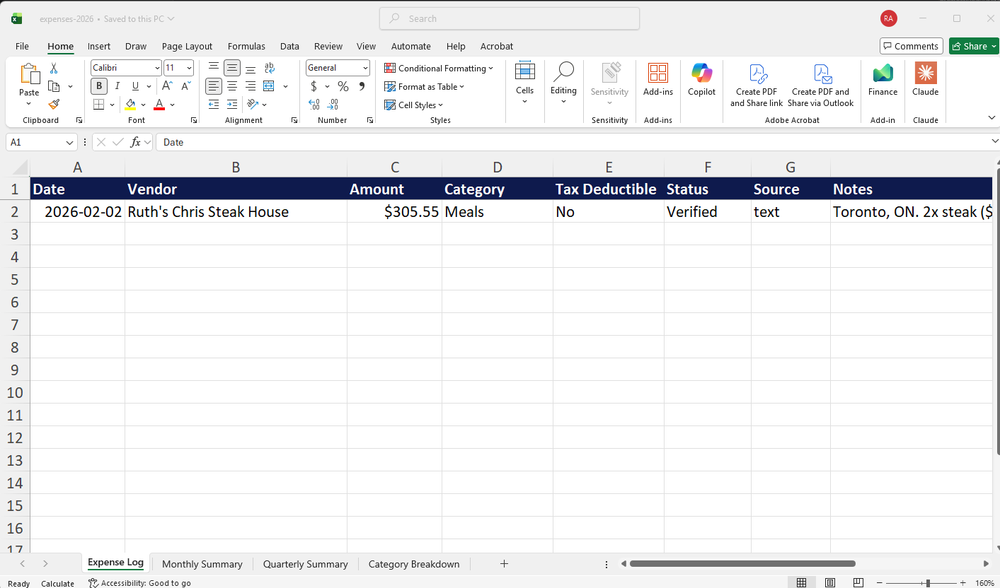 expenses-2026 • Saved to this PC
Search
RA
File Home Insert Draw Page Layout Formulas Data Review View Automate Help Acrobat
Comments
Share
Paste
Clipboard
Calibri 11
B I U A A
A
Font
ab
Alignment
General
$ % 9
.00
.00
Number
Conditional Formatting
Format as Table
Cell Styles
Styles
Cells
Editing
Sensitivity
Sensitivity
Add-ins
Add-ins
Copilot
Create PDF and Share link
Create PDF and Share via Outlook
Adobe Acrobat
Finance
Add-in
Claude
Claude
A1 fx Date
A B C D E F G
1 Date Vendor Amount Category Tax Deductible Status Source Notes
2 2026-02-02 Ruth's Chris Steak House $305.55 Meals No Verified text Toronto, ON. 2x steak ($
3
4
5
6
7
8
9
10
11
12
13
14
15
16
17
Expense Log Monthly Summary Quarterly Summary Category Breakdown +
Ready Calculate Accessibility: Good to go 160%